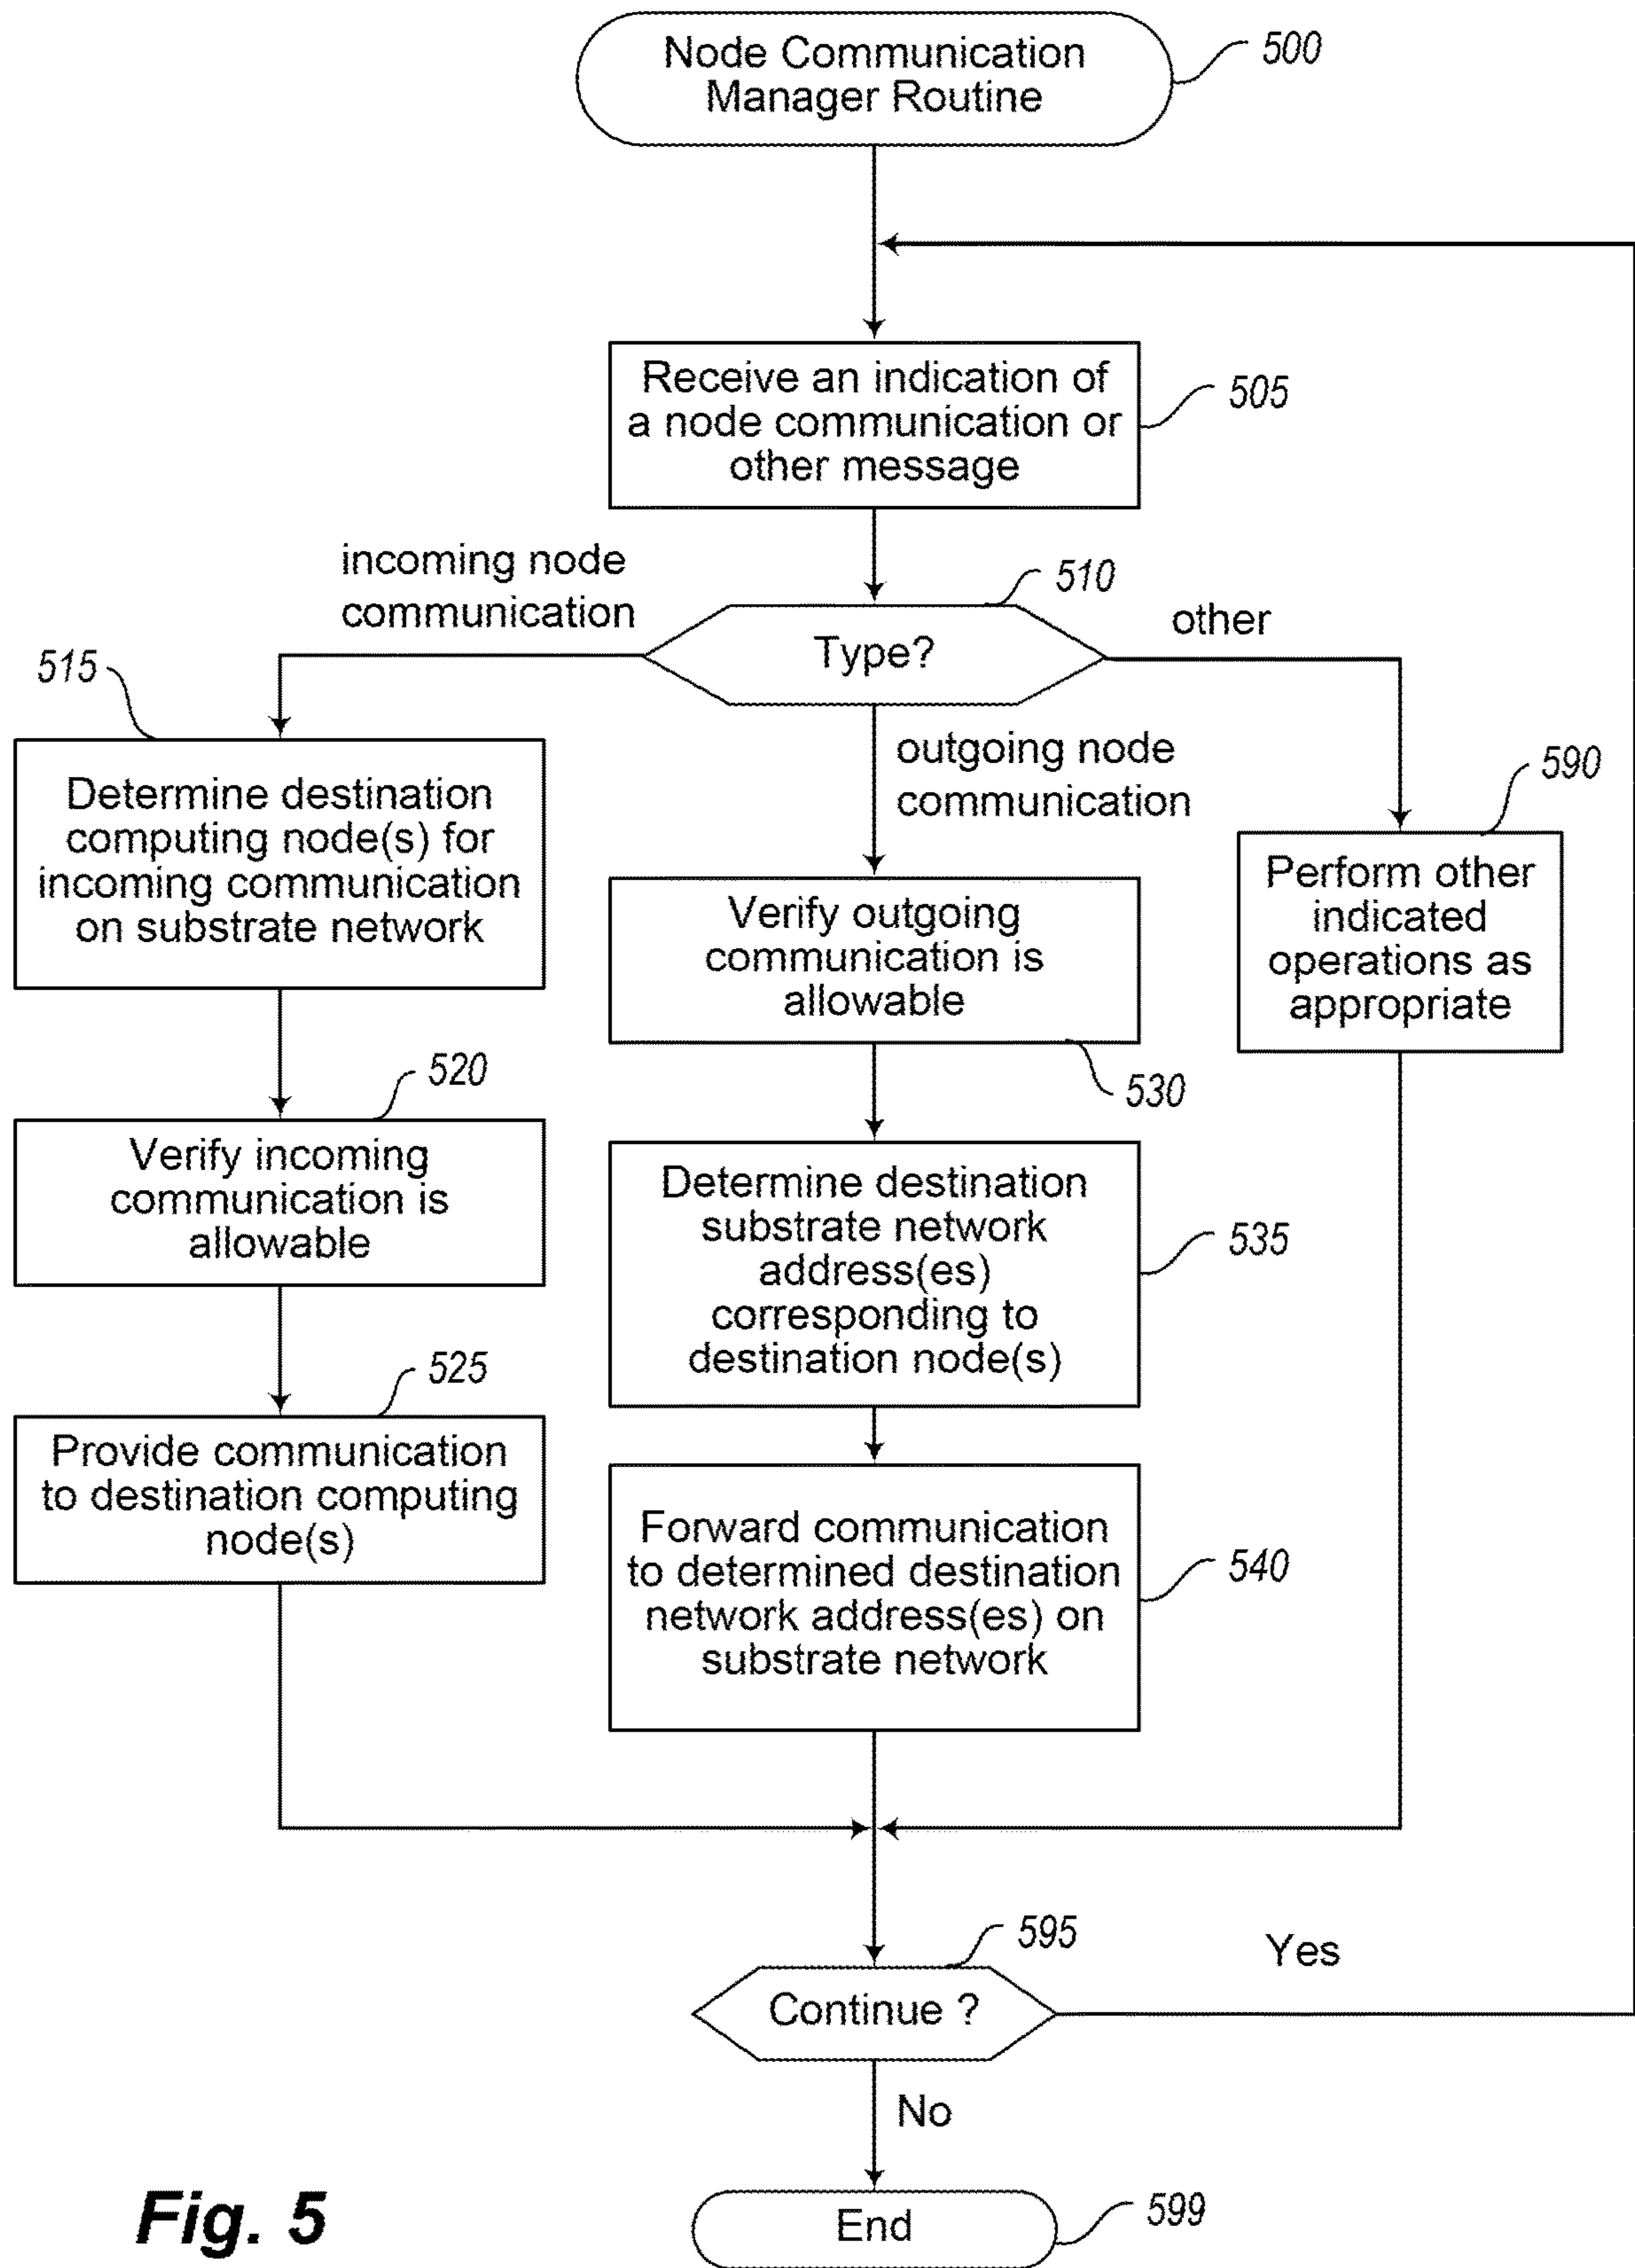 Node Communication
Manager Routine
500
Receive an indication of
a node communication or
other message
505
incoming node
communication
510
Type?
other
515
Determine destination
computing node(s) for
incoming communication
on substrate network
outgoing node
communication
590
Perform other
indicated
operations as
appropriate
Verify outgoing
communication is
allowable
530
520
Verify incoming
communication is
allowable
Determine destination
substrate network
address(es)
corresponding to
destination node(s)
535
525
Provide communication
to destination computing
node(s)
Forward communication
to determined destination
network address(es) on
substrate network
540
595
Continue ?
Yes
No
End
599
Fig. 5